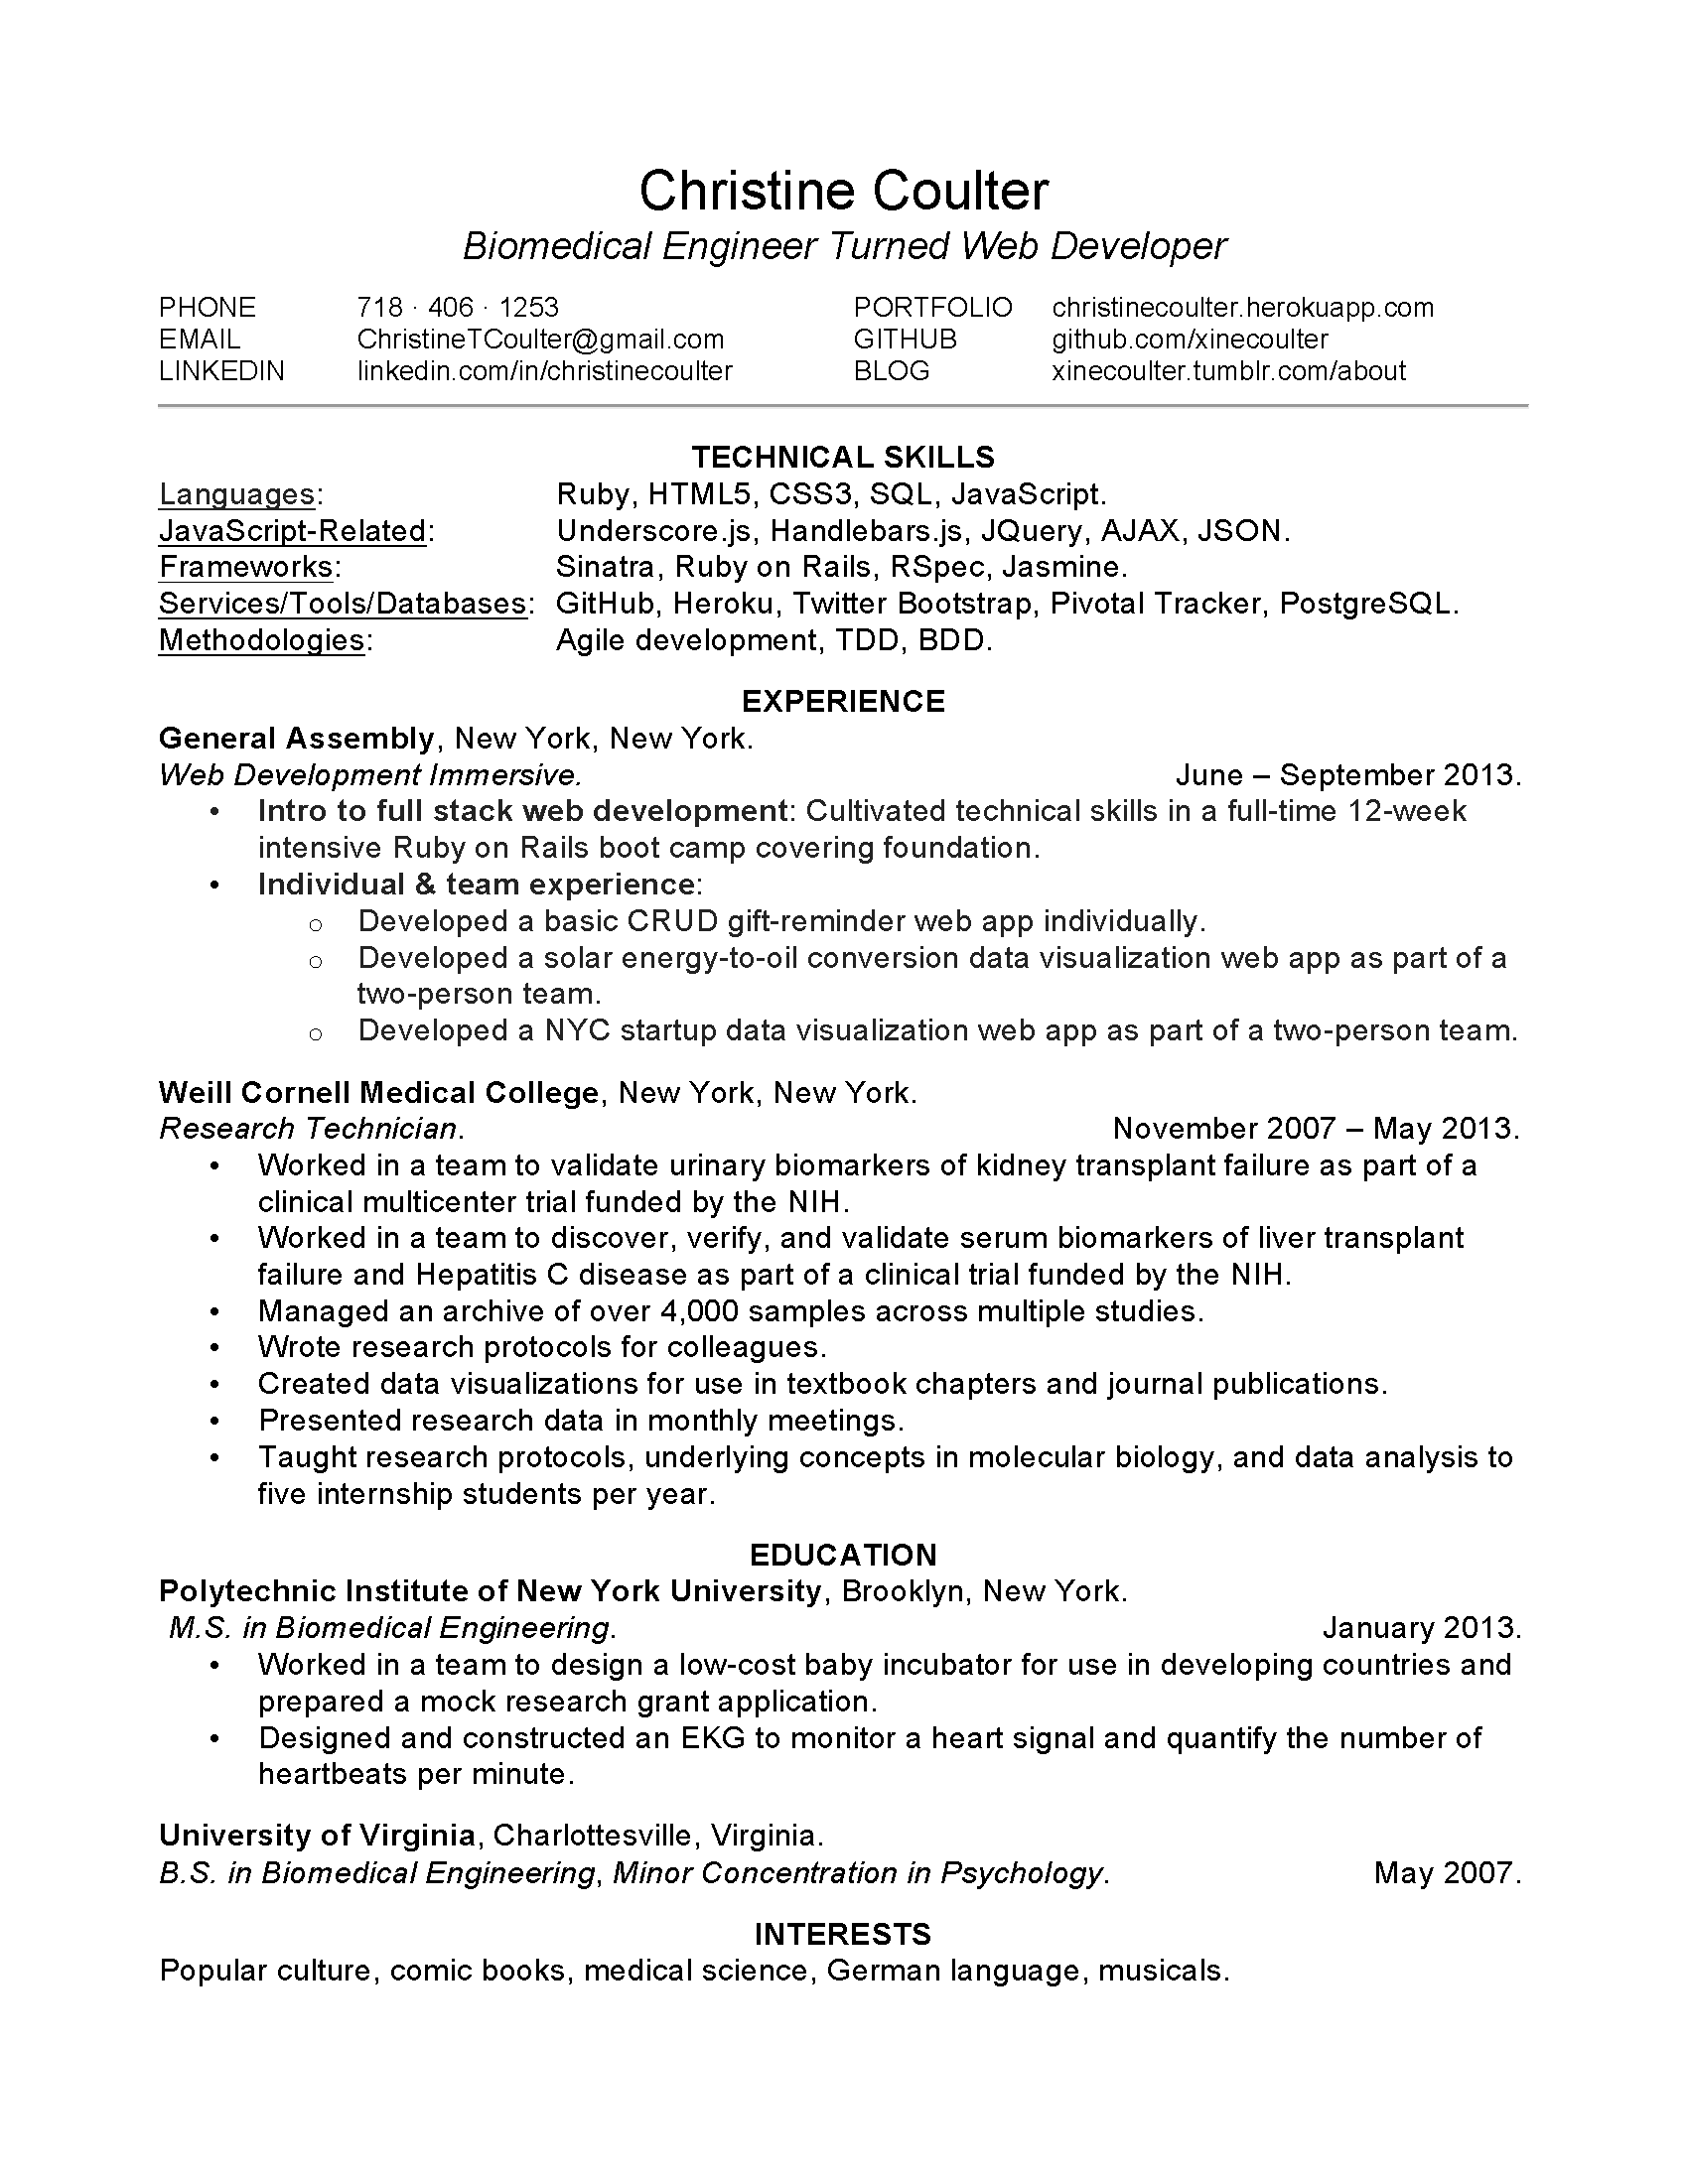 Christine Coulter
Biomedical Engineer Turned Web Developer
PHONE 718 · 406 · 1253 PORTFOLIO christinecoulter.herokuapp.com
EMAIL ChristineTCoulter@gmail.com GITHUB github.com/xinecoulter
LINKEDIN linkedin.com/in/christinecoulter BLOG xinecoulter.tumblr.com/about
TECHNICAL SKILLS
Languages: Ruby, HTML5, CSS3, SQL, JavaScript.
JavaScript-Related: Underscore.js, Handlebars.js, JQuery, AJAX, JSON.
Frameworks: Sinatra, Ruby on Rails, RSpec, Jasmine.
Services/Tools/Databases: GitHub, Heroku, Twitter Bootstrap, Pivotal Tracker, PostgreSQL.
Methodologies: Agile development, TDD, BDD.
EXPERIENCE
General Assembly, New York, New York.
Web Development Immersive. June – September 2013.
• Intro to full stack web development: Cultivated technical skills in a full-time 12-week
intensive Ruby on Rails boot camp covering foundation.
• Individual & team experience:
o Developed a basic CRUD gift-reminder web app individually.
o Developed a solar energy-to-oil conversion data visualization web app as part of a
two-person team.
o Developed a NYC startup data visualization web app as part of a two-person team.
Weill Cornell Medical College, New York, New York.
Research Technician. November 2007 – May 2013.
• Worked in a team to validate urinary biomarkers of kidney transplant failure as part of a
clinical multicenter trial funded by the NIH.
• Worked in a team to discover, verify, and validate serum biomarkers of liver transplant
failure and Hepatitis C disease as part of a clinical trial funded by the NIH.
• Managed an archive of over 4,000 samples across multiple studies.
• Wrote research protocols for colleagues.
• Created data visualizations for use in textbook chapters and journal publications.
• Presented research data in monthly meetings.
• Taught research protocols, underlying concepts in molecular biology, and data analysis to
five internship students per year.
EDUCATION
Polytechnic Institute of New York University, Brooklyn, New York.
M.S. in Biomedical Engineering. January 2013.
• Worked in a team to design a low-cost baby incubator for use in developing countries and
prepared a mock research grant application.
• Designed and constructed an EKG to monitor a heart signal and quantify the number of
heartbeats per minute.
University of Virginia, Charlottesville, Virginia.
B.S. in Biomedical Engineering, Minor Concentration in Psychology. May 2007.
INTERESTS
Popular culture, comic books, medical science, German language, musicals.